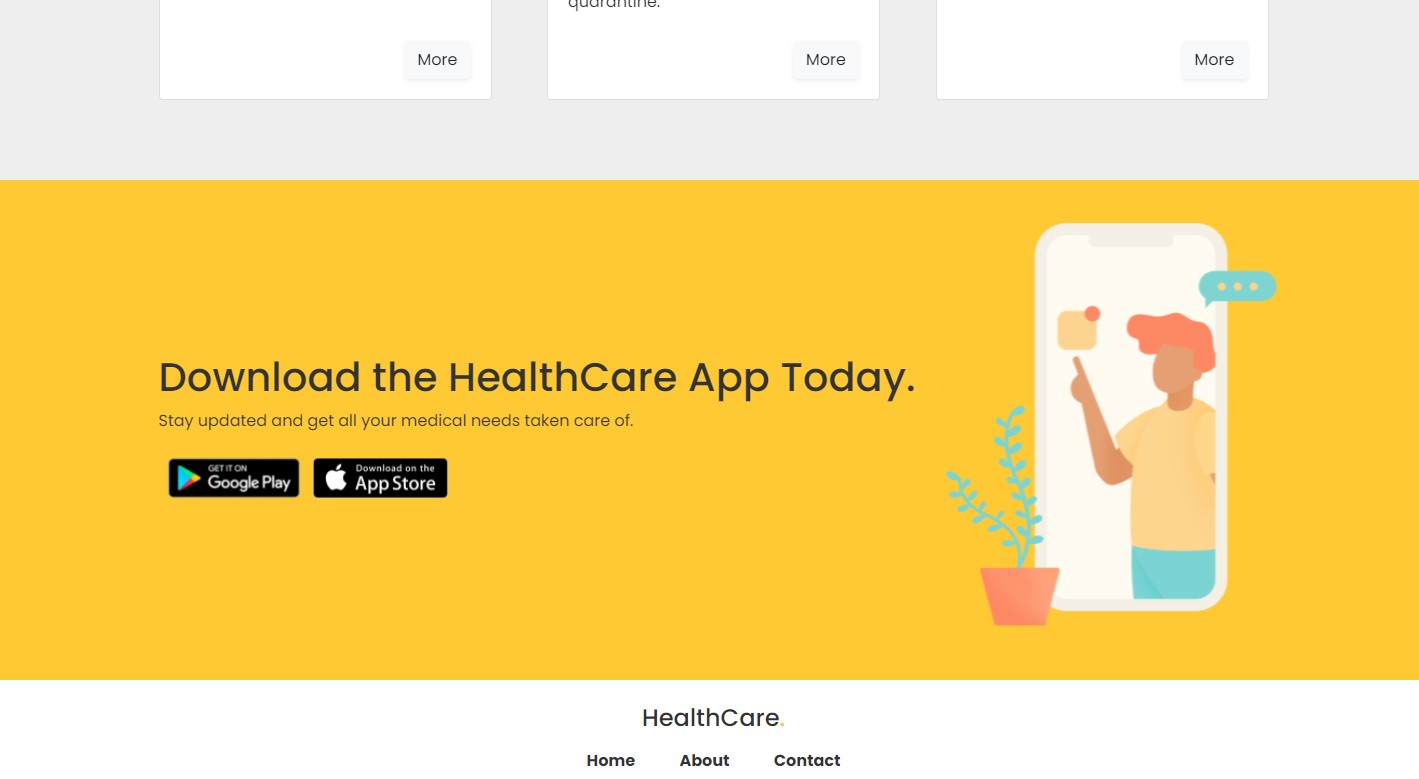 quarantine.
More More More
Download the HealthCare App Today.
Stay updated and get all your medical needs taken care of.
GET IT ON
Google Play
Download on the
App Store
HealthCare.
Home About Contact